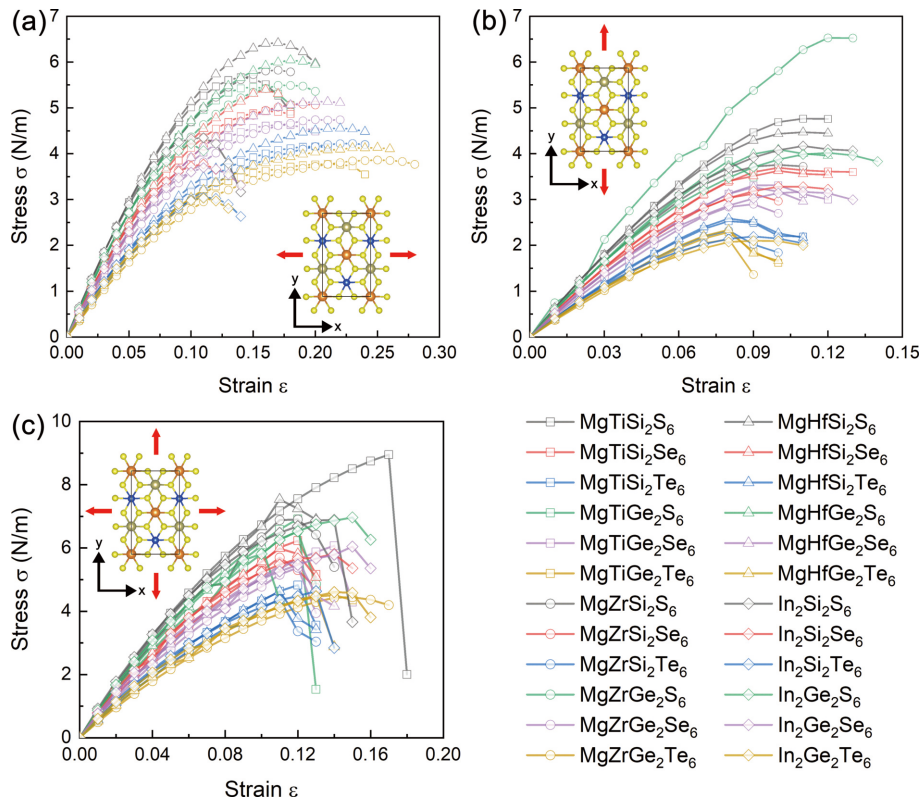 (a)
7
6
5
4
3
2
1
0
Stress σ (N/m)
0.00 0.05 0.10 0.15 0.20 0.25 0.30
Strain ε
y
x
(b)
7
6
5
4
3
2
1
0
Stress σ (N/m)
0.00 0.03 0.06 0.09 0.12 0.15
Strain ε
y
x
(c)
10
8
6
4
2
0
Stress σ (N/m)
0.00 0.04 0.08 0.12 0.16 0.20
Strain ε
y
x
MgTiSi₂S₆
MgTiSi₂Se₆
MgTiSi₂Te₆
MgTiGe₂S₆
MgTiGe₂Se₆
MgTiGe₂Te₆
MgZrSi₂S₆
MgZrSi₂Se₆
MgZrSi₂Te₆
MgZrGe₂S₆
MgZrGe₂Se₆
MgZrGe₂Te₆
MgHfSi₂S₆
MgHfSi₂Se₆
MgHfSi₂Te₆
MgHfGe₂S₆
MgHfGe₂Se₆
MgHfGe₂Te₆
In₂Si₂S₆
In₂Si₂Se₆
In₂Si₂Te₆
In₂Ge₂S₆
In₂Ge₂Se₆
In₂Ge₂Te₆